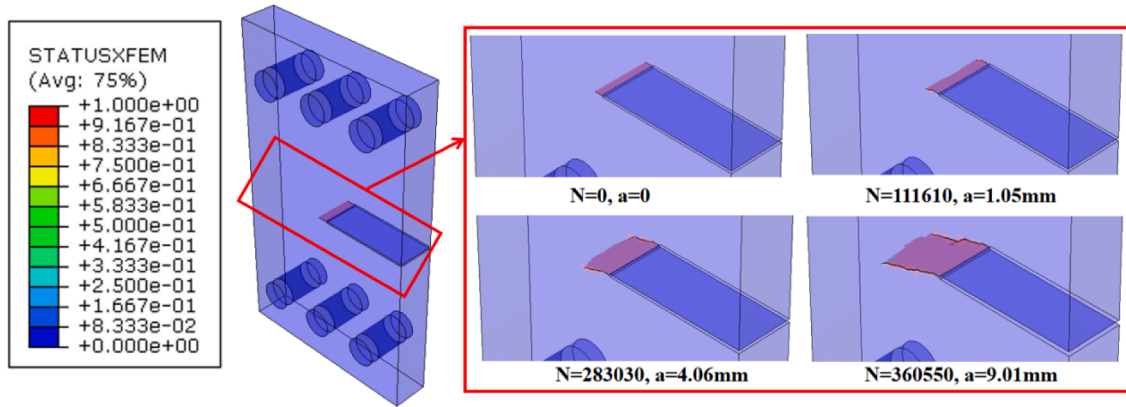 STATUSXFEM
(Avg: 75%)
+1.000e+00
+9.167e-01
+8.333e-01
+7.500e-01
+6.667e-01
+5.833e-01
+5.000e-01
+4.167e-01
+3.333e-01
+2.500e-01
+1.667e-01
+8.333e-02
+0.000e+00
N=0, a=0
N=111610, a=1.05mm
N=283030, a=4.06mm
N=360550, a=9.01mm